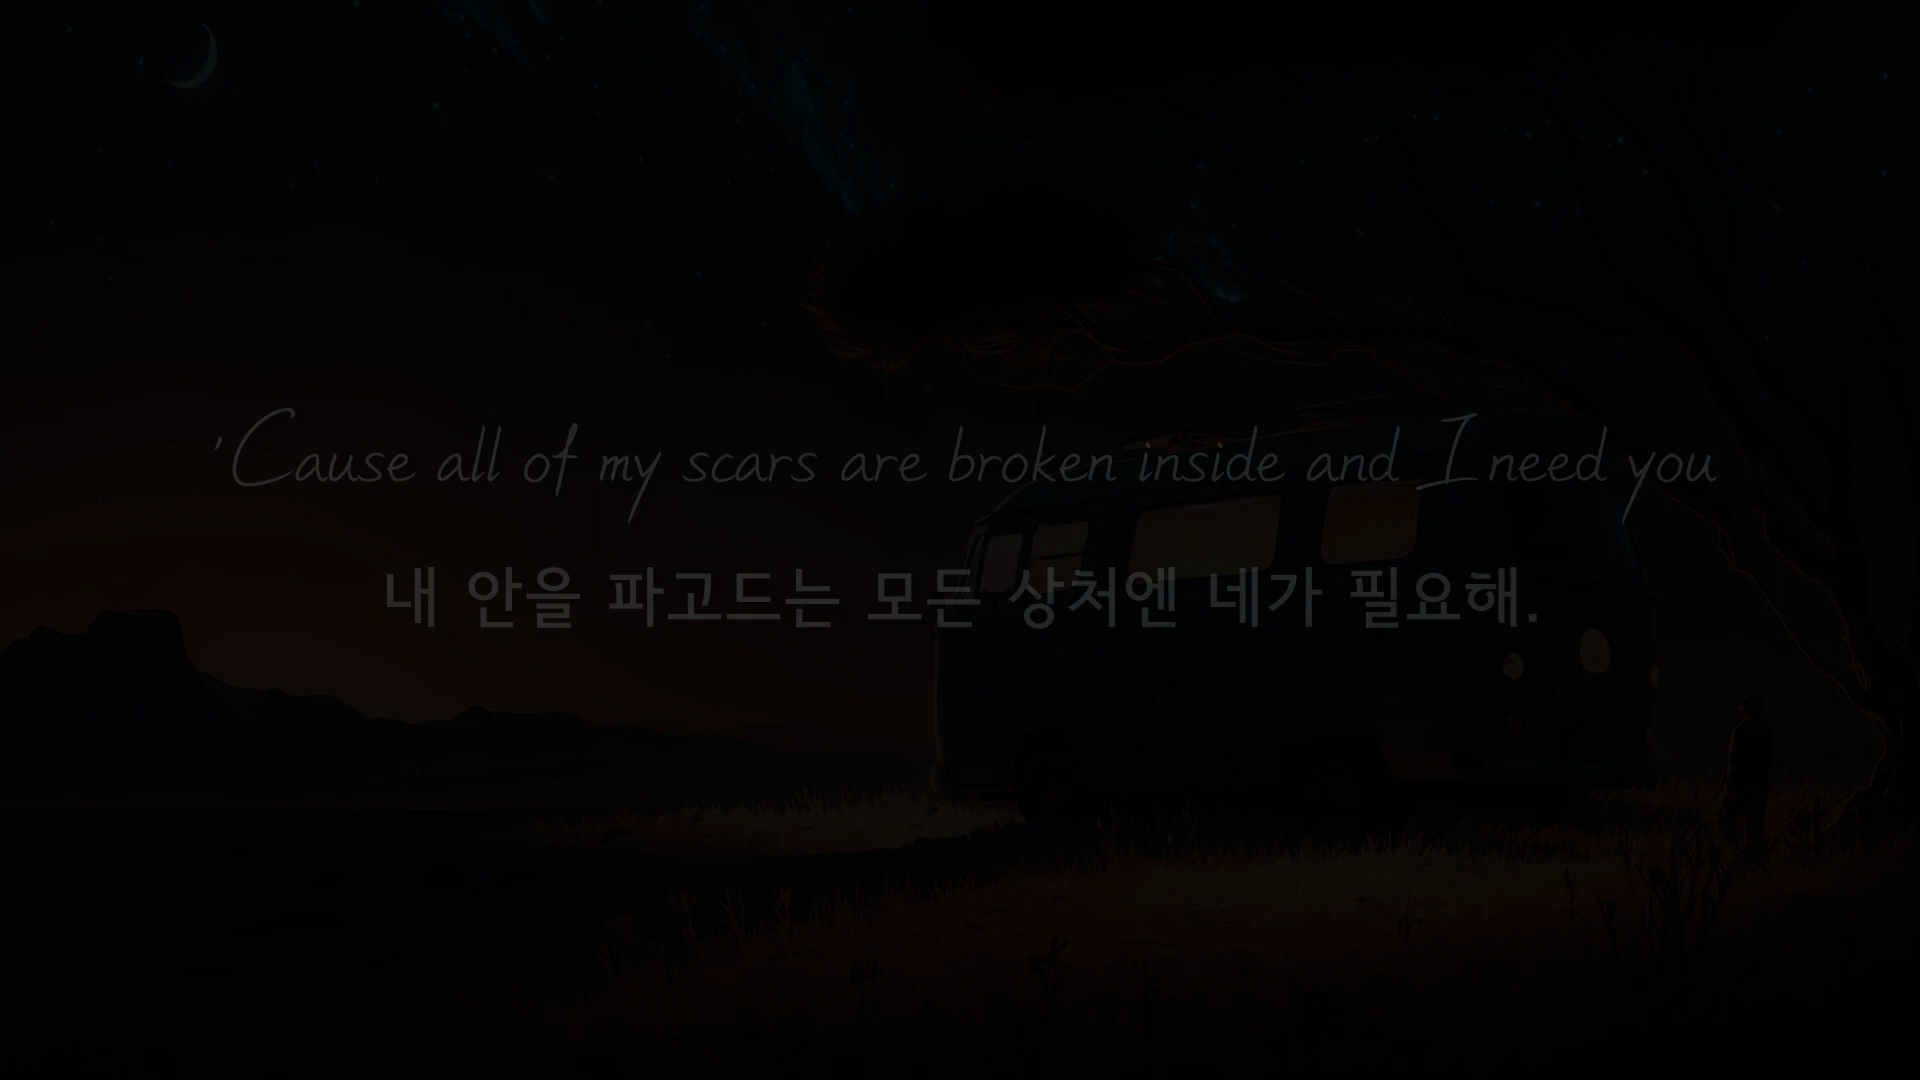 'Cause all of my scars are broken inside and I need you
내 안을 파고드는 모든 상처엔 네가 필요해.